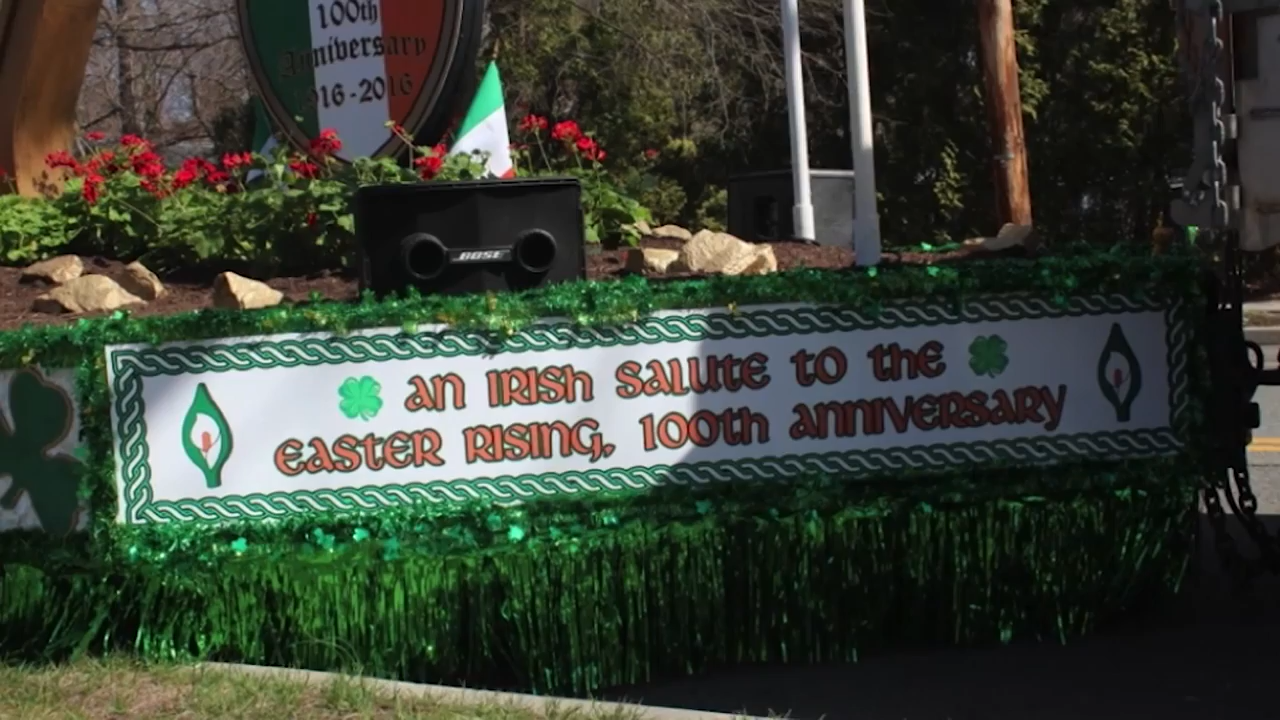 100th
Anniversary
916-2016
BOSE
an Irish Salute to the
Easter Rising, 100th anniversary